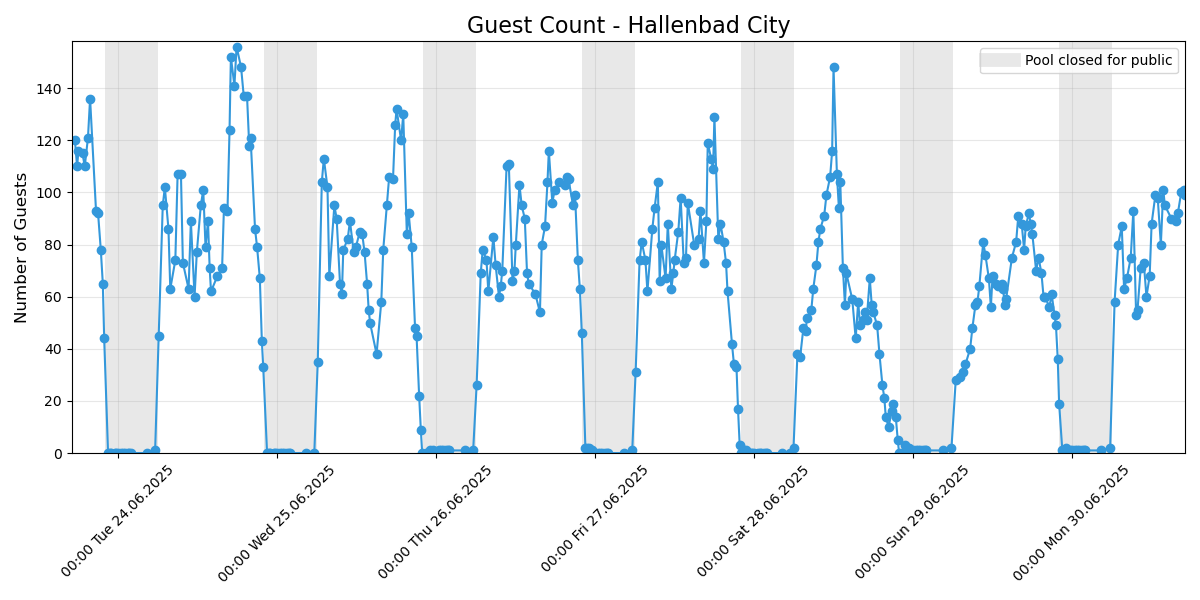 Guest Count - Hallenbad City
Pool closed for public
Number of Guests
140
120
100
80
60
40
20
0
00:00 Tue 24.06.2025
00:00 Wed 25.06.2025
00:00 Thu 26.06.2025
00:00 Fri 27.06.2025
00:00 Sat 28.06.2025
00:00 Sun 29.06.2025
00:00 Mon 30.06.2025